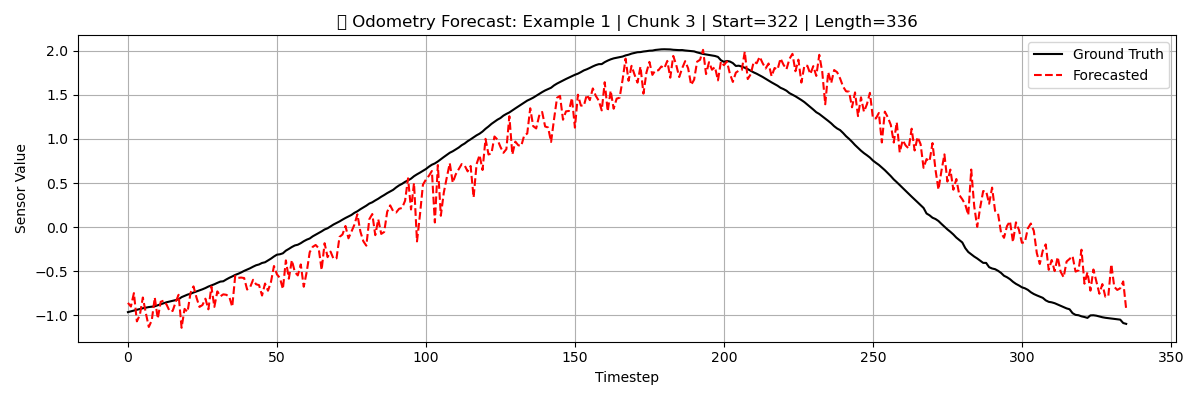 Odometry Forecast: Example 1 | Chunk 3 | Start=322 | Length=336
Ground Truth
Forecasted
Sensor Value
2.0
1.5
1.0
0.5
0.0
−0.5
−1.0
0 50 100 150 200 250 300 350
Timestep